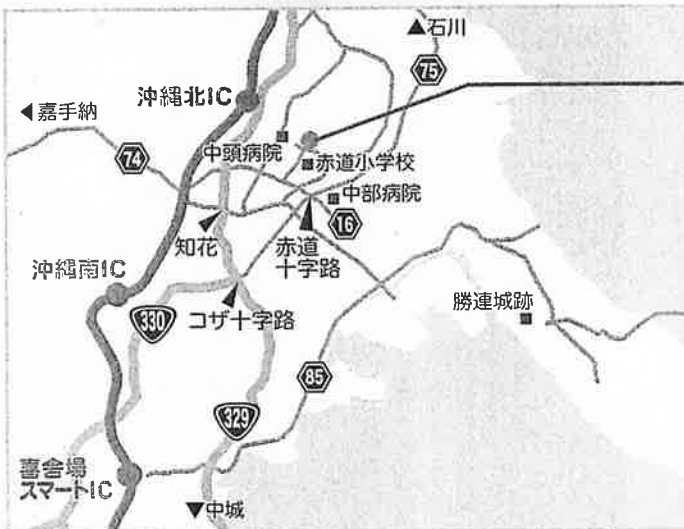 石川
75
沖縄北IC
嘉手納
74
中頭病院
赤道小学校
中部病院
16
知花
赤道
十字路
沖縄南IC
勝連城跡
330
コザ十字路
85
329
喜舎場
スマートIC
中城